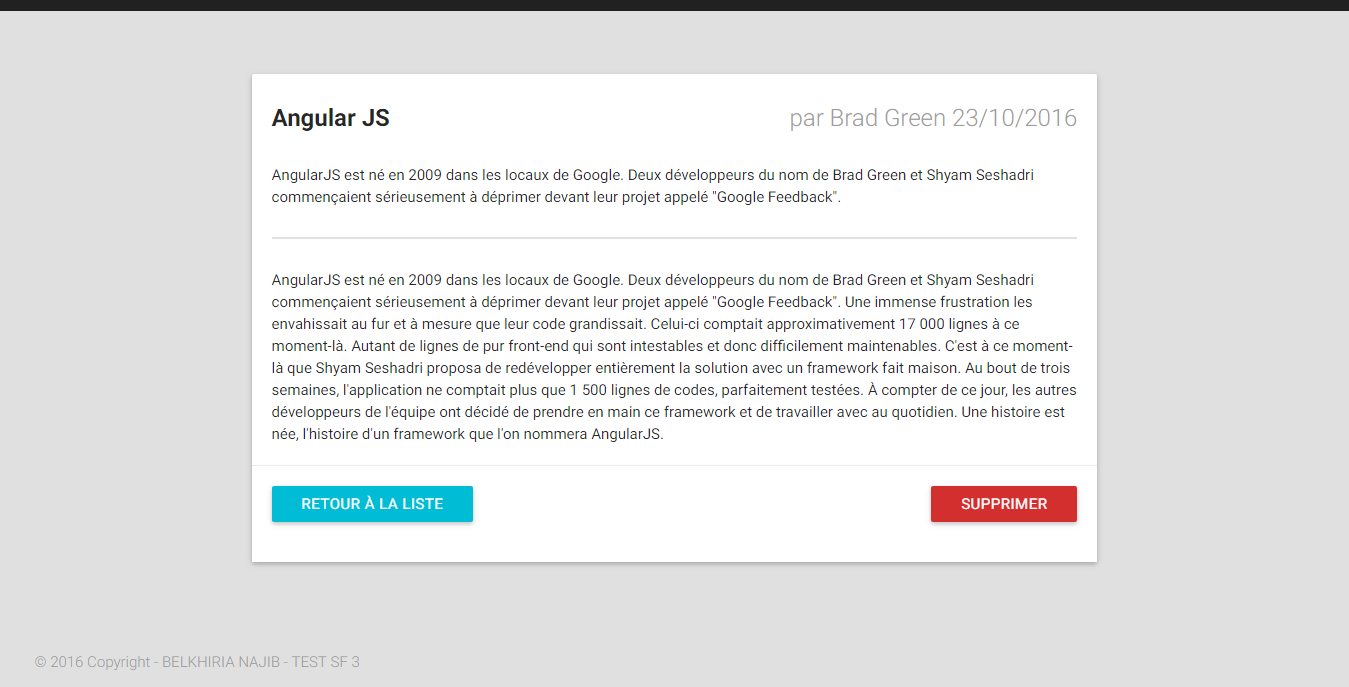 Angular JS par Brad Green 23/10/2016
AngularJS est né en 2009 dans les locaux de Google. Deux développeurs du nom de Brad Green et Shyam Seshadri
commençaient sérieusement à déprimer devant leur projet appelé "Google Feedback".
AngularJS est né en 2009 dans les locaux de Google. Deux développeurs du nom de Brad Green et Shyam Seshadri
commençaient sérieusement à déprimer devant leur projet appelé "Google Feedback". Une immense frustration les
envahissait au fur et à mesure que leur code grandissait. Celui-ci comptait approximativement 17 000 lignes à ce
moment-là. Autant de lignes de pur front-end qui sont intestables et donc difficilement maintenables. C'est à ce moment-
là que Shyam Seshadri proposa de redévelopper entièrement la solution avec un framework fait maison. Au bout de trois
semaines, l'application ne comptait plus que 1 500 lignes de codes, parfaitement testées. À compter de ce jour, les autres
développeurs de l'équipe ont décidé de prendre en main ce framework et de travailler avec au quotidien. Une histoire est
née, l'histoire d'un framework que l'on nommera AngularJS.
RETOUR À LA LISTE SUPPRIMER
© 2016 Copyright - BELKHIRIA NAJIB - TEST SF 3